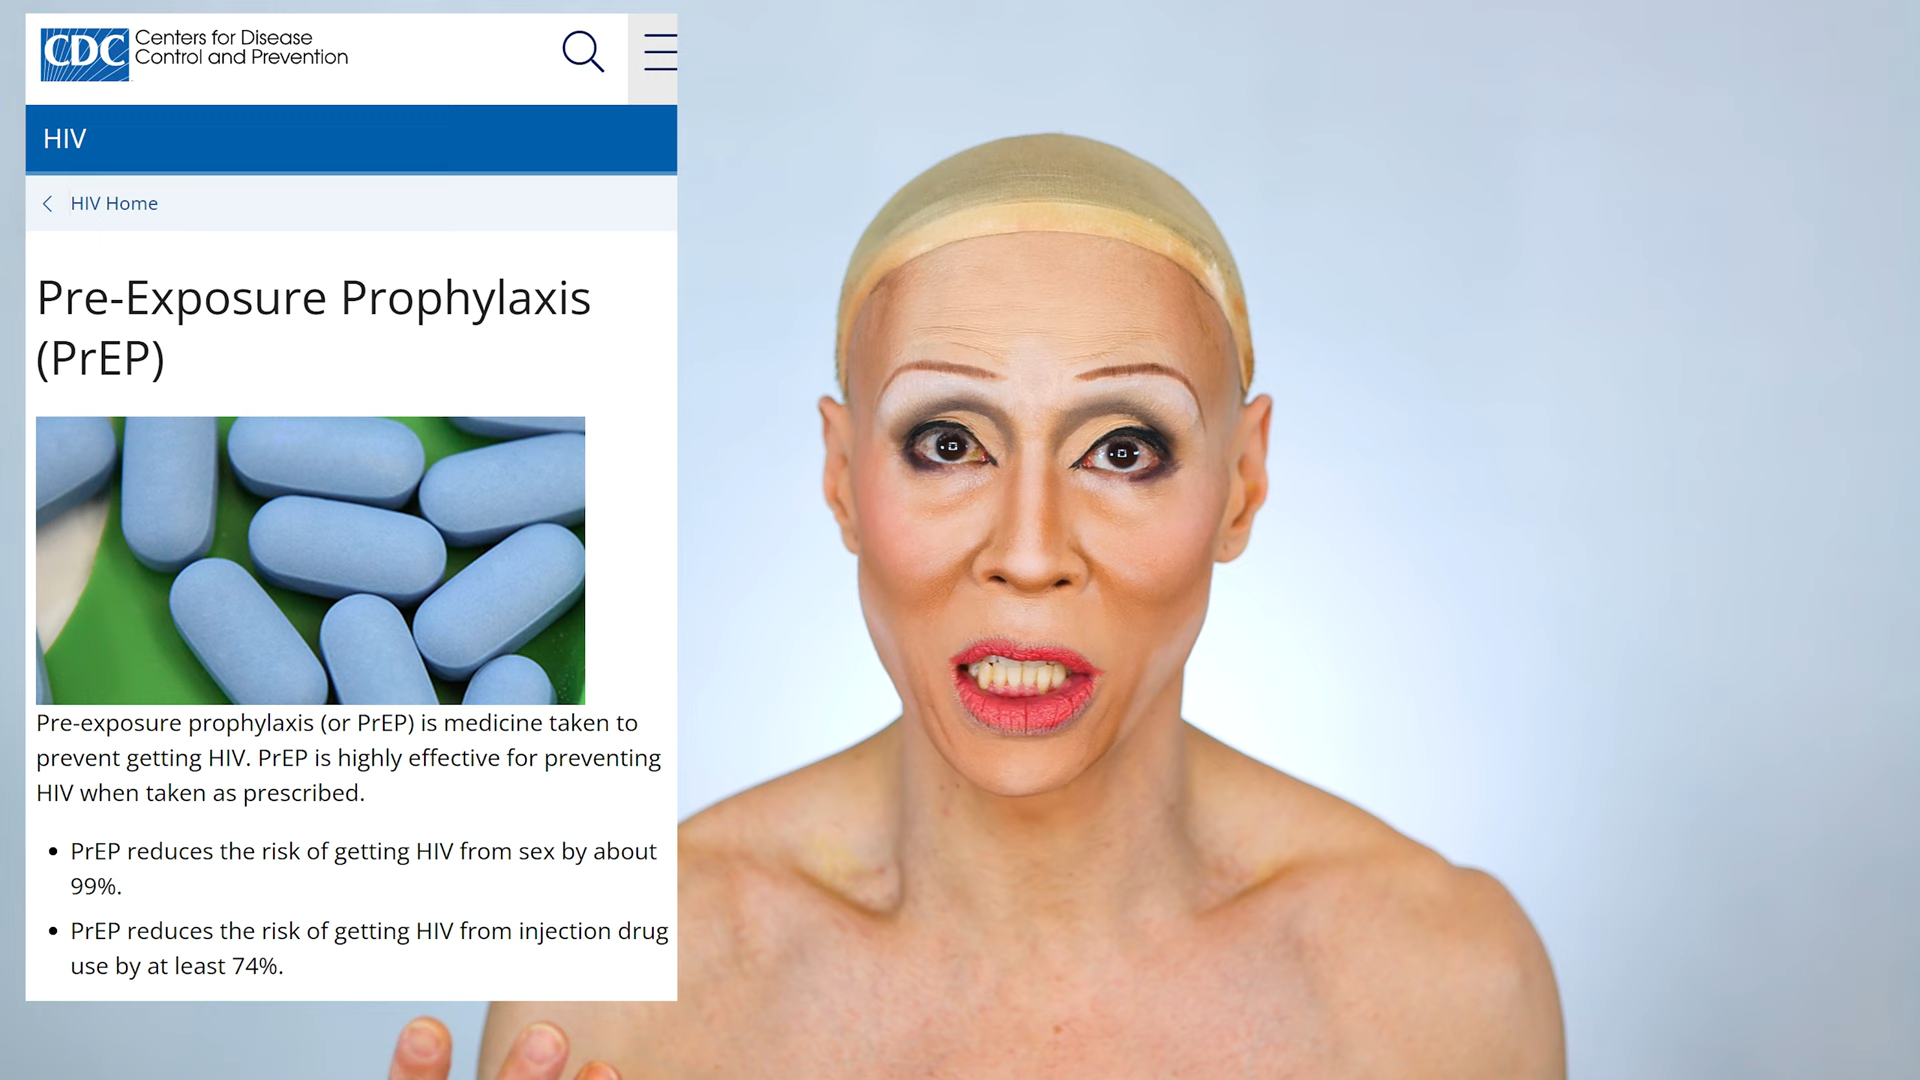 CDC Centers for Disease
Control and Prevention
HIV
HIV Home
Pre-Exposure Prophylaxis
(PrEP)
Pre-exposure prophylaxis (or PrEP) is medicine taken to
prevent getting HIV. PrEP is highly effective for preventing
HIV when taken as prescribed.
• PrEP reduces the risk of getting HIV from sex by about
99%.
• PrEP reduces the risk of getting HIV from injection drug
use by at least 74%.